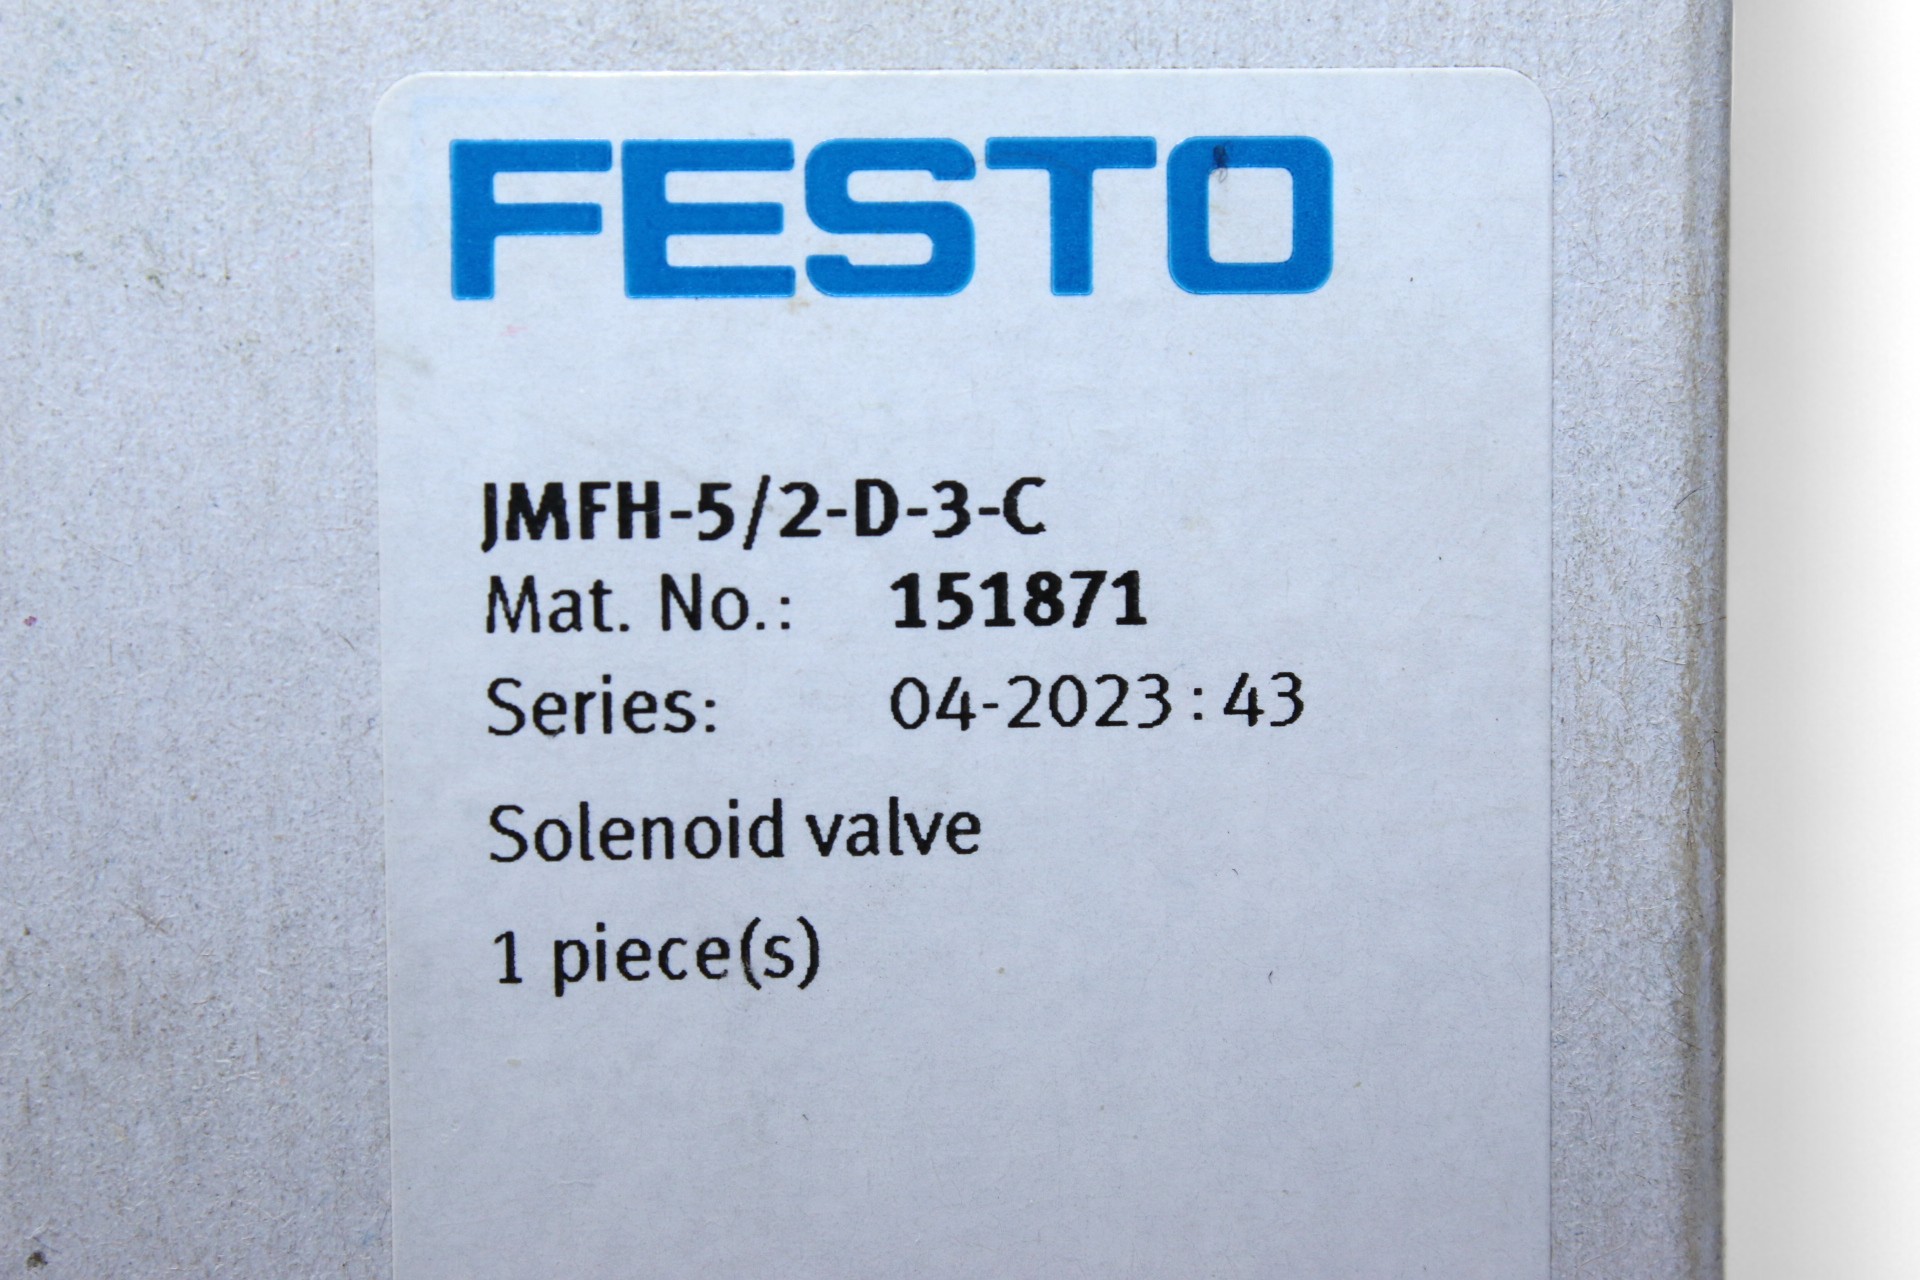 FESTO
JMFH-5/2-D-3-C
Mat. No.: 151871
Series: 04-2023:43
Solenoid valve
1 piece(s)